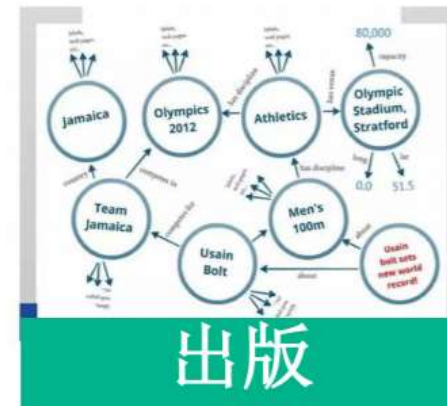 80,000
capacity
Jamaica
Olympics
2012
has discipline
Athletics
has venue
Olympic
Stadium,
Stratford
country
competes in
has discipline
long
lat
0.0
51.5
Team
Jamaica
competes for
Men's
100m
about
Usain
Bolt
about
Usain
bolt sets
new world
record!
出版